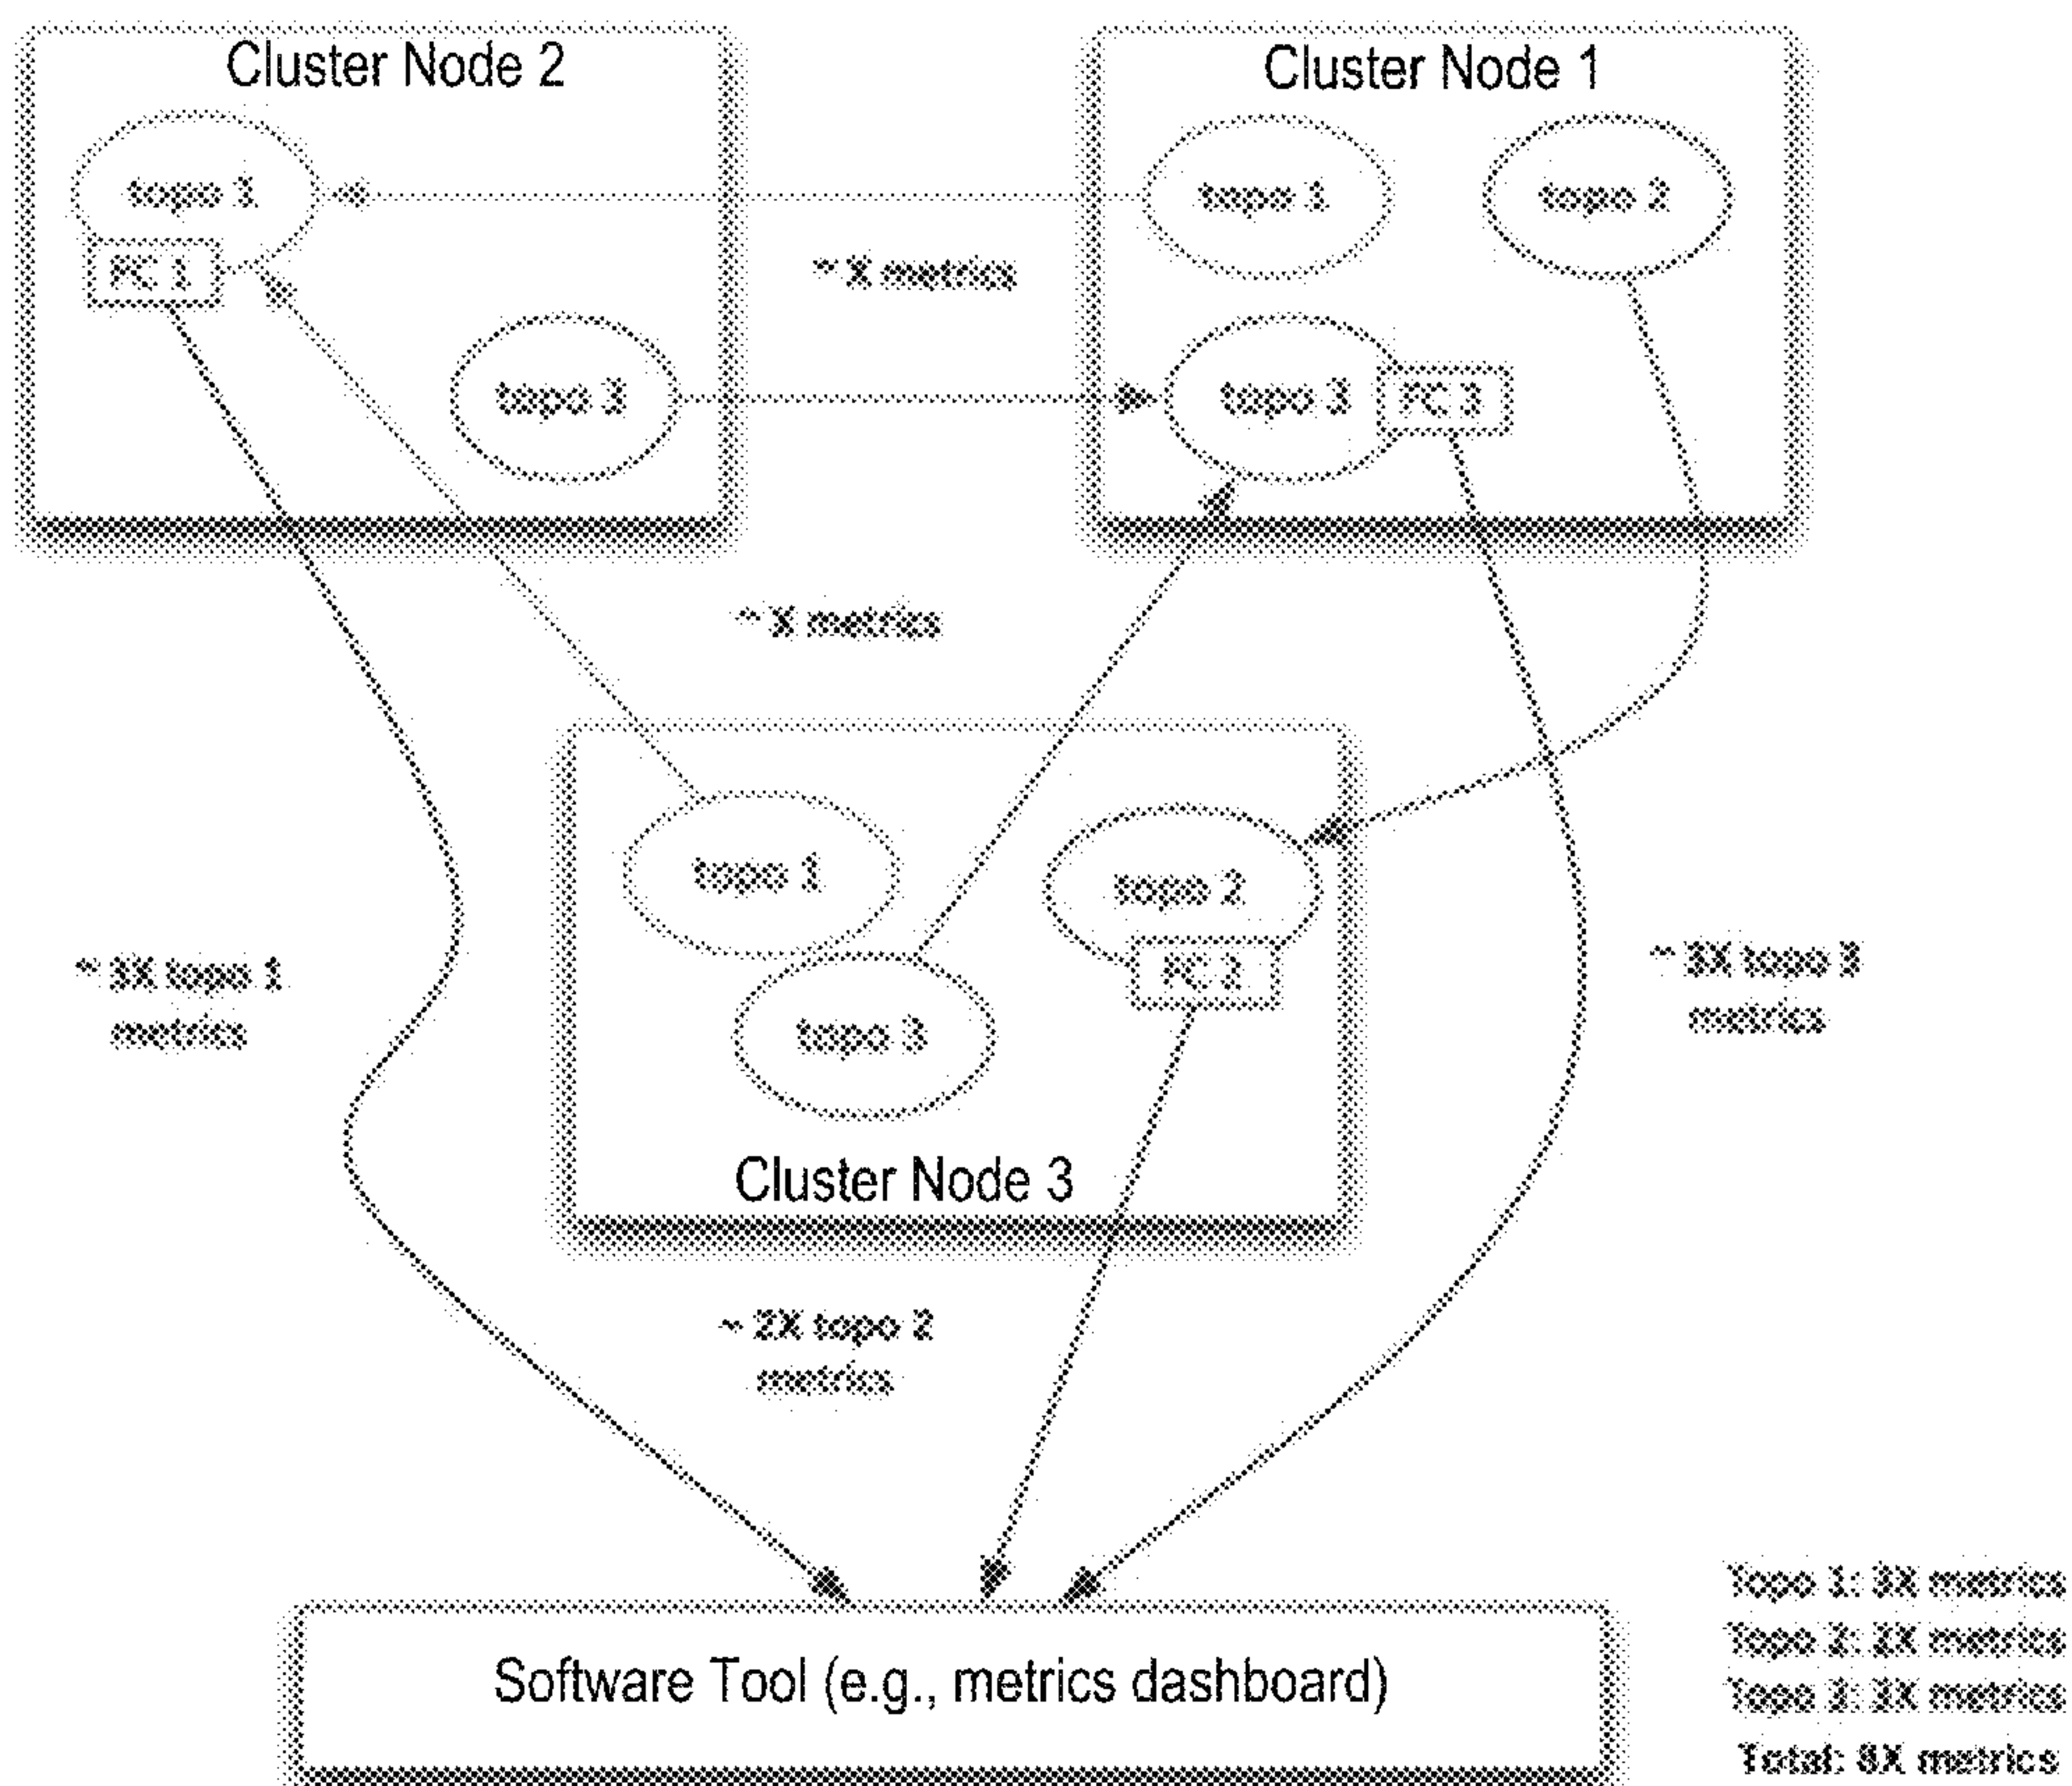 Cluster Node 2
Cluster Node 1
topo 1
topo 1
topo 2
PC 1
~ X metrics
topo 3
topo 3
PC 3
~ X metrics
topo 1
topo 2
~ 3X topo 1
metrics
PC 2
~ 3X topo 3
metrics
topo 3
Cluster Node 3
~ 2X topo 2
metrics
Software Tool (e.g., metrics dashboard)
Topo 1: 3X metrics
Topo 2: 2X metrics
Topo 3: 3X metrics
Total: 8X metrics